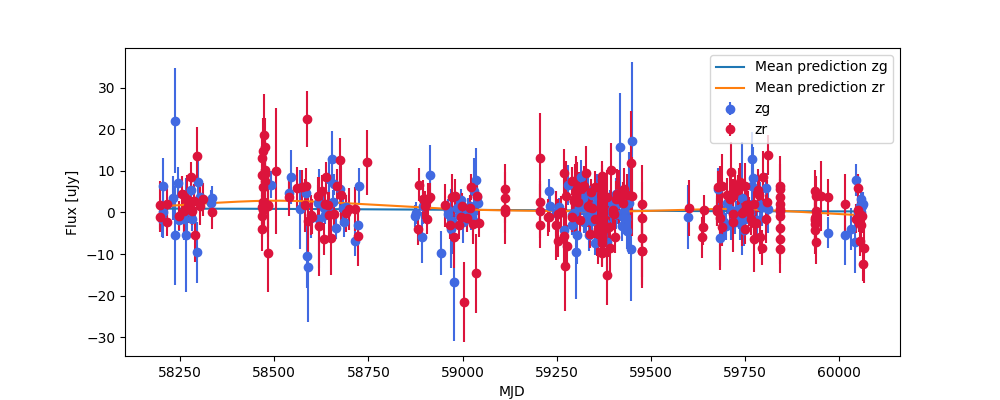 Mean prediction zg
Mean prediction zr
zg
zr
Flux [uJy]
30
20
10
0
−10
−20
−30
58250
58500
58750
59000
59250
59500
59750
60000
MJD